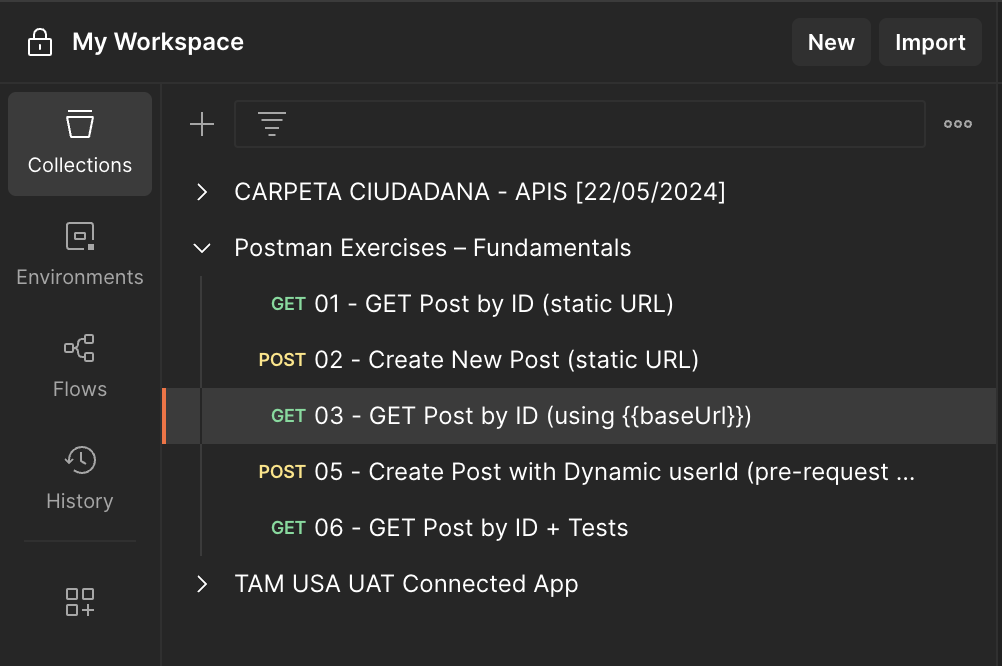 My Workspace
New
Import
Collections
Environments
Flows
History
CARPETA CIUDADANA - APIS [22/05/2024]
Postman Exercises – Fundamentals
GET 01 - GET Post by ID (static URL)
POST 02 - Create New Post (static URL)
GET 03 - GET Post by ID (using {{baseUrl}})
POST 05 - Create Post with Dynamic userId (pre-request ...
GET 06 - GET Post by ID + Tests
TAM USA UAT Connected App